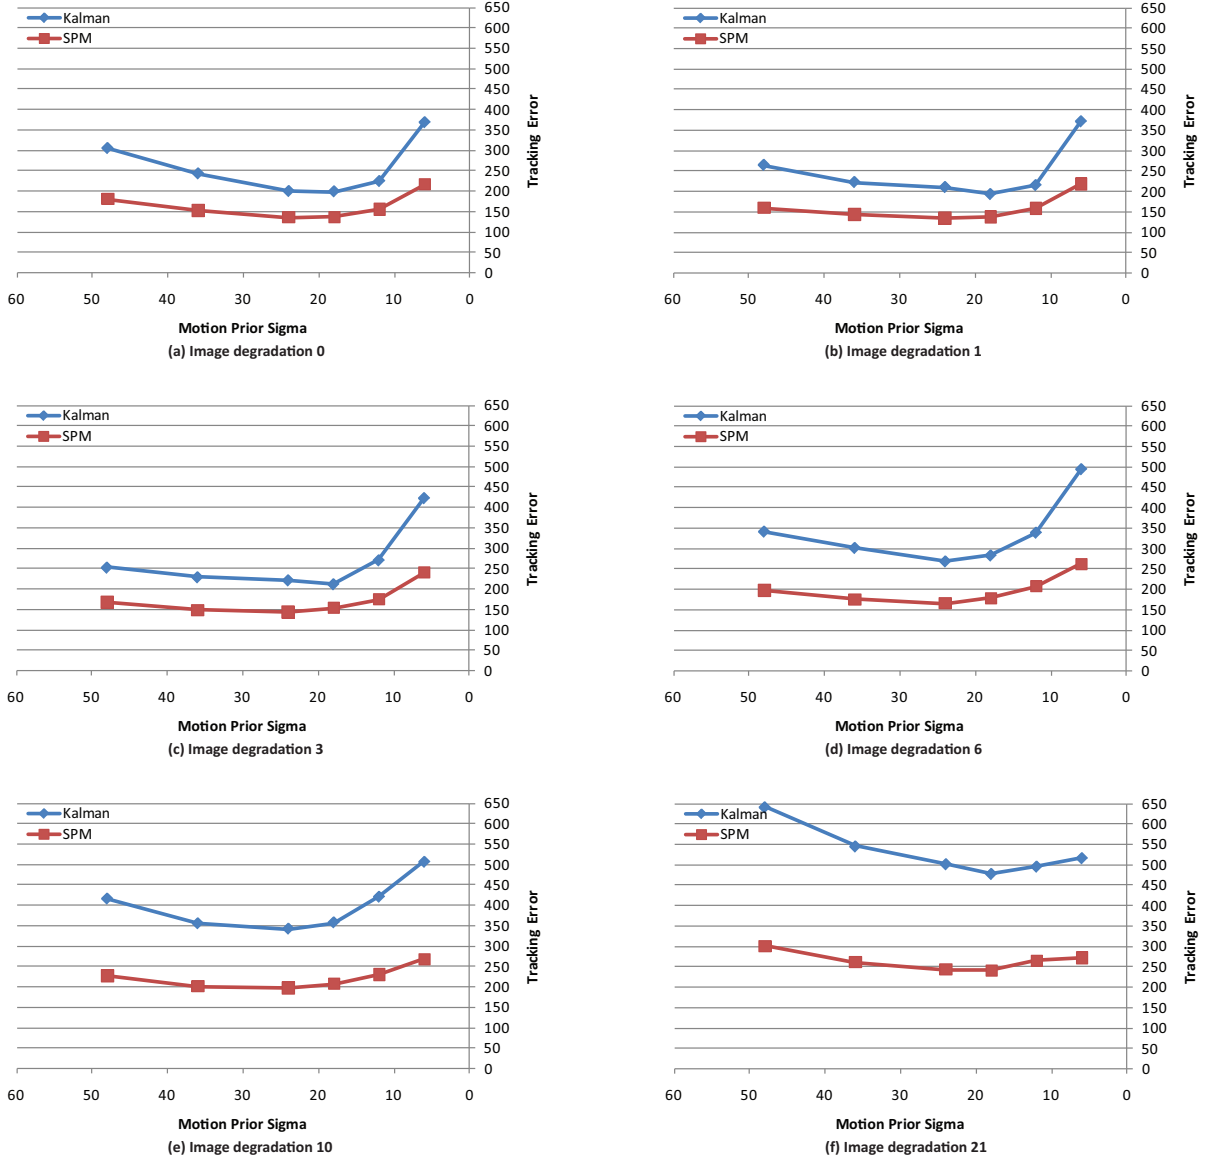 Kalman
SPM
650
600
550
500
450
400
350
300
250
200
150
100
50
0
Tracking Error
60 50 40 30 20 10 0
Motion Prior Sigma
(a) Image degradation 0
Kalman
SPM
650
600
550
500
450
400
350
300
250
200
150
100
50
0
Tracking Error
60 50 40 30 20 10 0
Motion Prior Sigma
(b) Image degradation 1
Kalman
SPM
650
600
550
500
450
400
350
300
250
200
150
100
50
0
Tracking Error
60 50 40 30 20 10 0
Motion Prior Sigma
(c) Image degradation 3
Kalman
SPM
650
600
550
500
450
400
350
300
250
200
150
100
50
0
Tracking Error
60 50 40 30 20 10 0
Motion Prior Sigma
(d) Image degradation 6
Kalman
SPM
650
600
550
500
450
400
350
300
250
200
150
100
50
0
Tracking Error
60 50 40 30 20 10 0
Motion Prior Sigma
(e) Image degradation 10
Kalman
SPM
650
600
550
500
450
400
350
300
250
200
150
100
50
0
Tracking Error
60 50 40 30 20 10 0
Motion Prior Sigma
(f) Image degradation 21